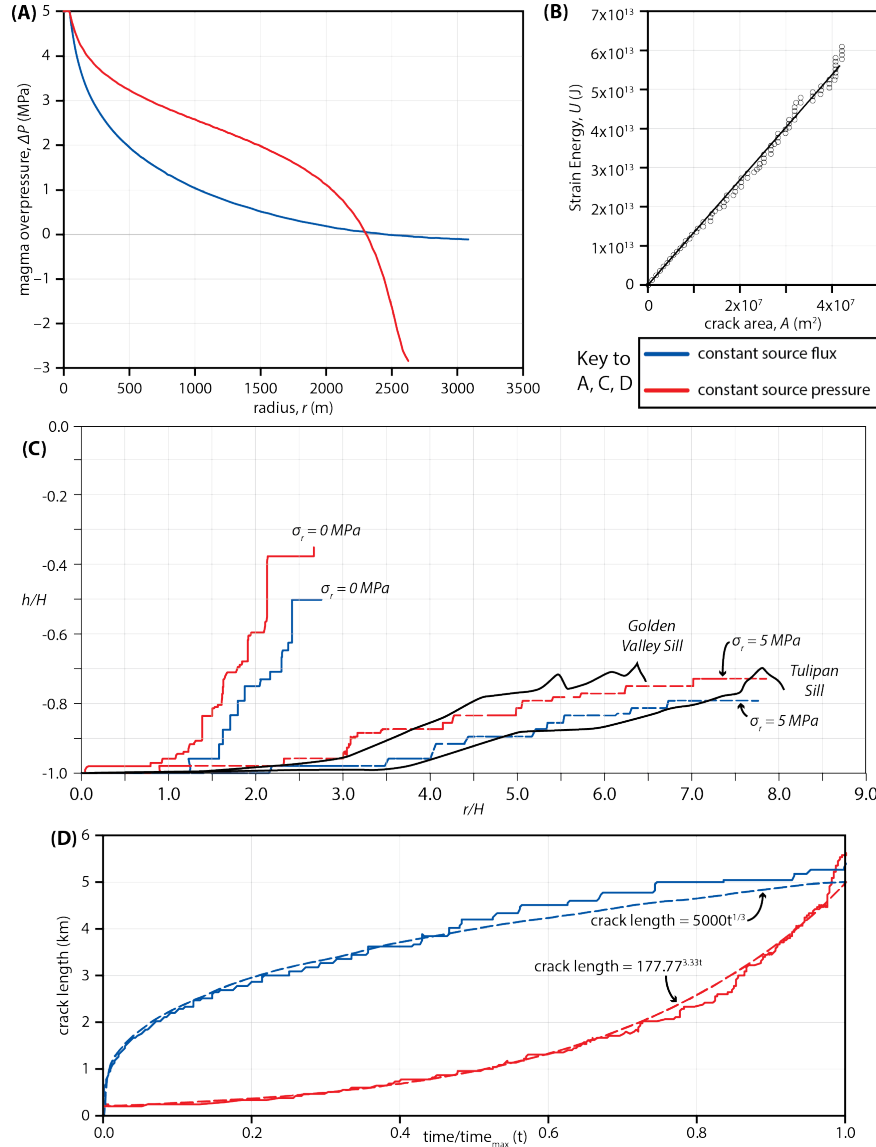 (A)
5
4
3
2
1
0
−1
−2
−3
magma overpressure, ΔP (MPa)
0
500
1000
1500
2000
2500
3000
3500
radius, r (m)
(B)
7x10¹³
6x10¹³
5x10¹³
4x10¹³
3x10¹³
2x10¹³
1x10¹³
0
Strain Energy, U (J)
0
2x10⁷
4x10⁷
crack area, A (m²)
Key to
A, C, D
constant source flux
constant source pressure
(C)
0.0
-0.2
-0.4
-0.6
-0.8
-1.0
h/H
σᵣ = 0 MPa
σᵣ = 0 MPa
Golden
Valley Sill
σᵣ = 5 MPa
Tulipan
Sill
σᵣ = 5 MPa
0.0
1.0
2.0
3.0
4.0
5.0
6.0
7.0
8.0
9.0
r/H
(D)
6
5
4
3
2
1
0
crack length (km)
crack length = 5000t¹/³
crack length = 177.77³·³³ᵗ
0.0
0.2
0.4
0.6
0.8
1.0
time/timeₘₐₓ (t)